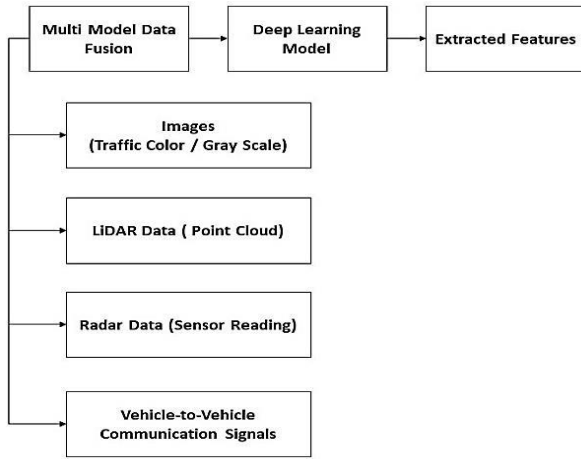 Multi Model Data
Fusion
Deep Learning
Model
Extracted Features
Images
(Traffic Color / Gray Scale)
LiDAR Data ( Point Cloud)
Radar Data (Sensor Reading)
Vehicle-to-Vehicle
Communication Signals